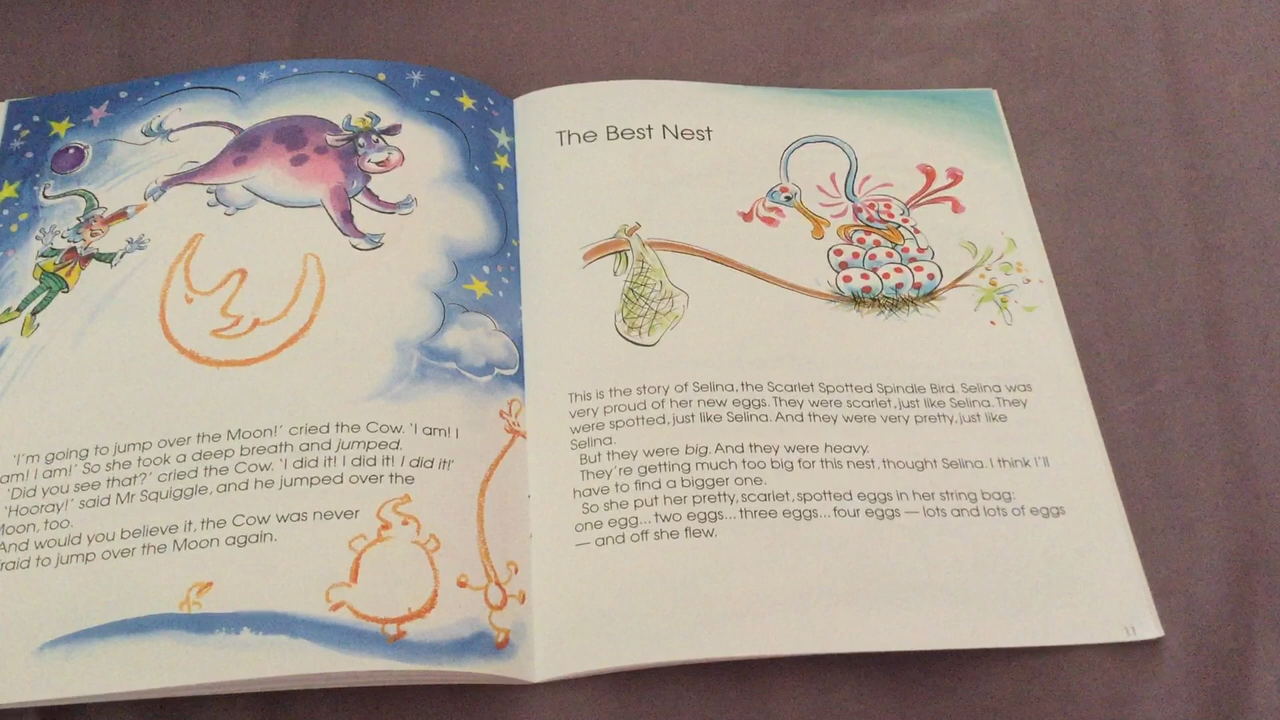 'I'm going to jump over the Moon!' cried the Cow. 'I am! I
am! I am!' So she took a deep breath and jumped.
'Did you see that?' cried the Cow. 'I did it! I did it! I did it!'
'Hooray!' said Mr Squiggle, and he jumped over the
Moon, too.
And would you believe it, the Cow was never
afraid to jump over the Moon again.
The Best Nest
This is the story of Selina, the Scarlet Spotted Spindle Bird. Selina was
very proud of her new eggs. They were scarlet, just like Selina. They
were spotted, just like Selina. And they were very pretty, just like
Selina.
But they were big. And they were heavy.
They're getting much too big for this nest, thought Selina. I think I'll
have to find a bigger one.
So she put her pretty, scarlet, spotted eggs in her string bag:
one egg... two eggs... three eggs... four eggs — lots and lots of eggs
— and off she flew.